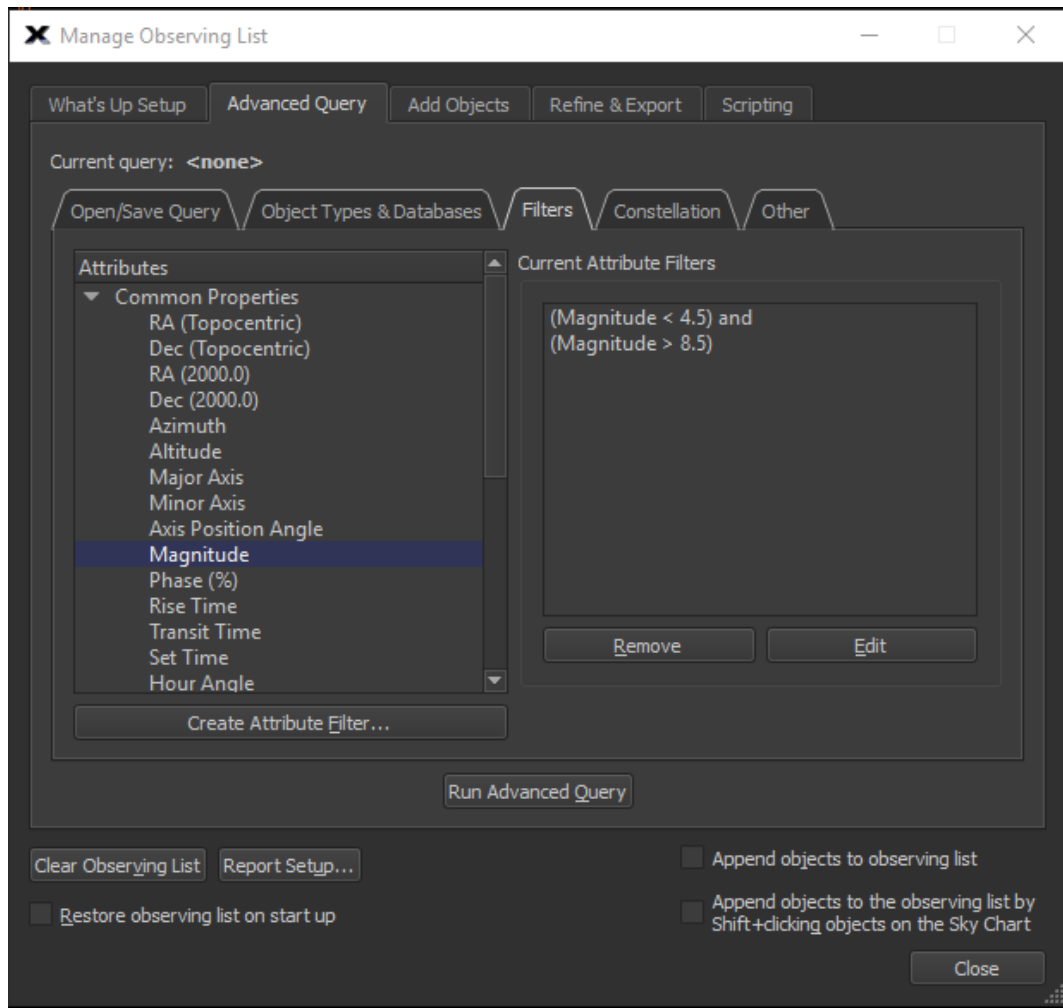 Manage Observing List
What's Up Setup
Advanced Query
Add Objects
Refine & Export
Scripting
Current query: <none>
Open/Save Query
Object Types & Databases
Filters
Constellation
Other
Attributes
Common Properties
RA (Topocentric)
Dec (Topocentric)
RA (2000.0)
Dec (2000.0)
Azimuth
Altitude
Major Axis
Minor Axis
Axis Position Angle
Magnitude
Phase (%)
Rise Time
Transit Time
Set Time
Hour Angle
Create Attribute Filter...
Current Attribute Filters
(Magnitude < 4.5) and
(Magnitude > 8.5)
Remove
Edit
Run Advanced Query
Clear Observing List
Report Setup...
Restore observing list on start up
Append objects to observing list
Append objects to the observing list by
Shift+clicking objects on the Sky Chart
Close